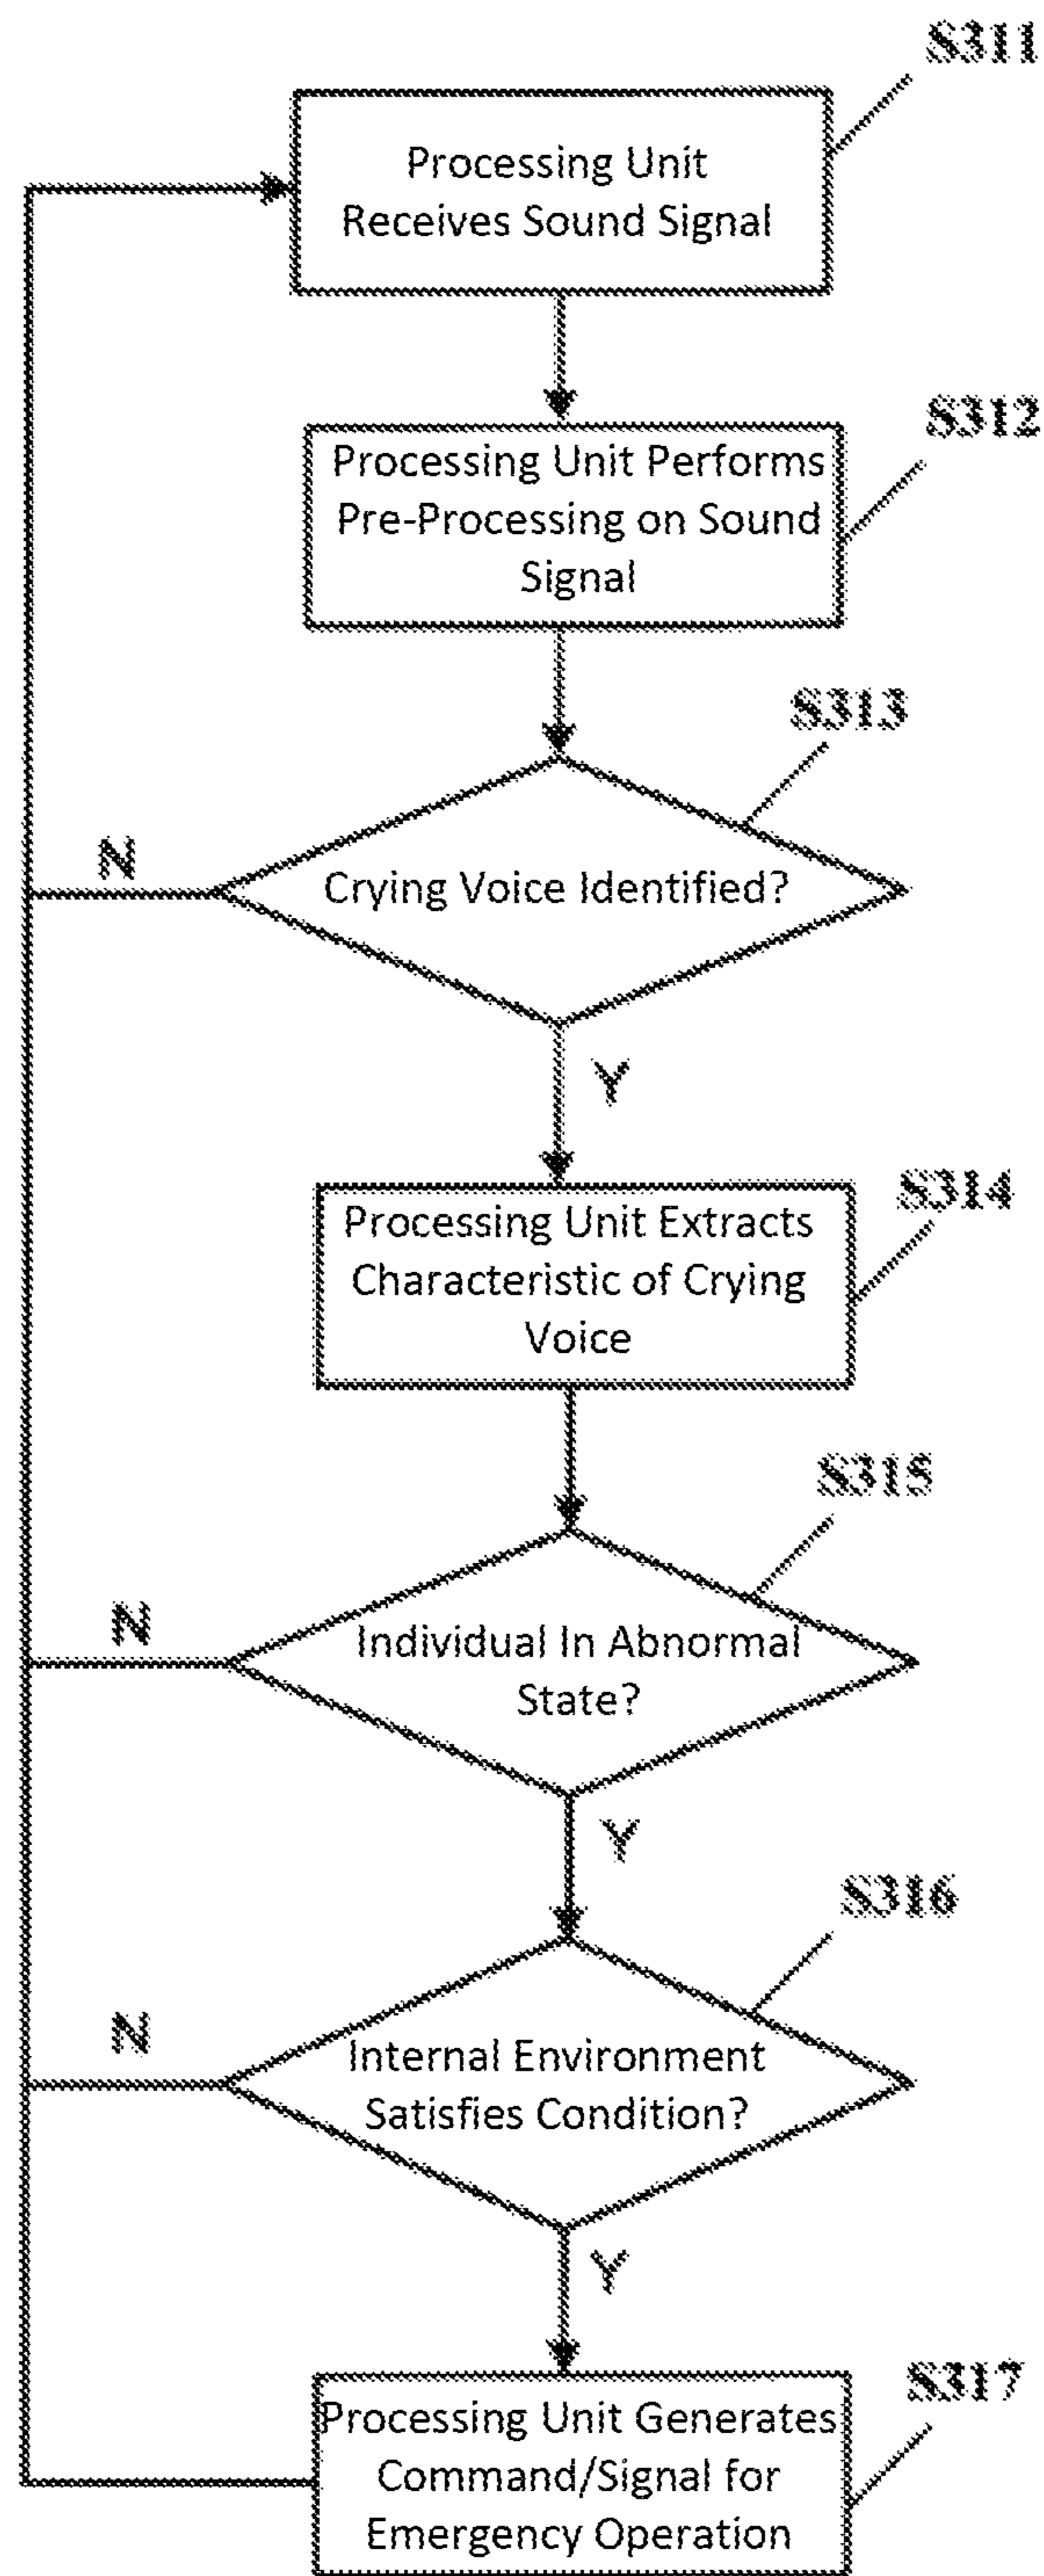 S311
Processing Unit
Receives Sound Signal
S312
Processing Unit Performs
Pre-Processing on Sound
Signal
S313
N
Crying Voice Identified?
Y
S314
Processing Unit Extracts
Characteristic of Crying
Voice
S315
N
Individual In Abnormal
State?
Y
S316
N
Internal Environment
Satisfies Condition?
Y
S317
Processing Unit Generates
Command/Signal for
Emergency Operation